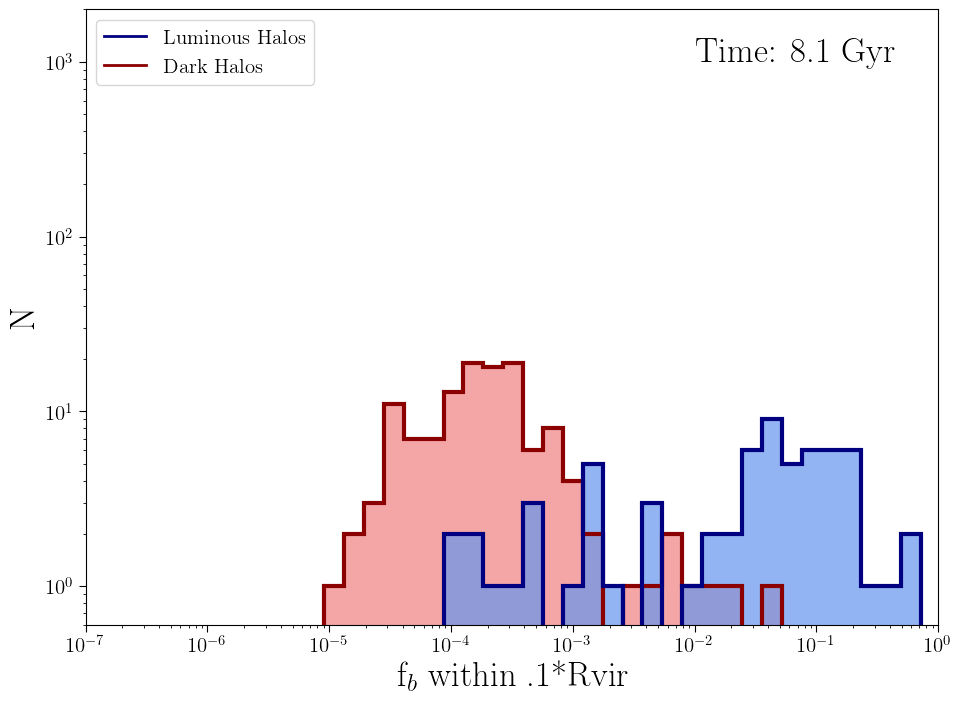 Luminous Halos
Dark Halos
Time: 8.1 Gyr
10³
10²
10¹
10⁰
N
10⁻⁷ 10⁻⁶ 10⁻⁵ 10⁻⁴ 10⁻³ 10⁻² 10⁻¹ 10⁰
f_b within .1*Rvir